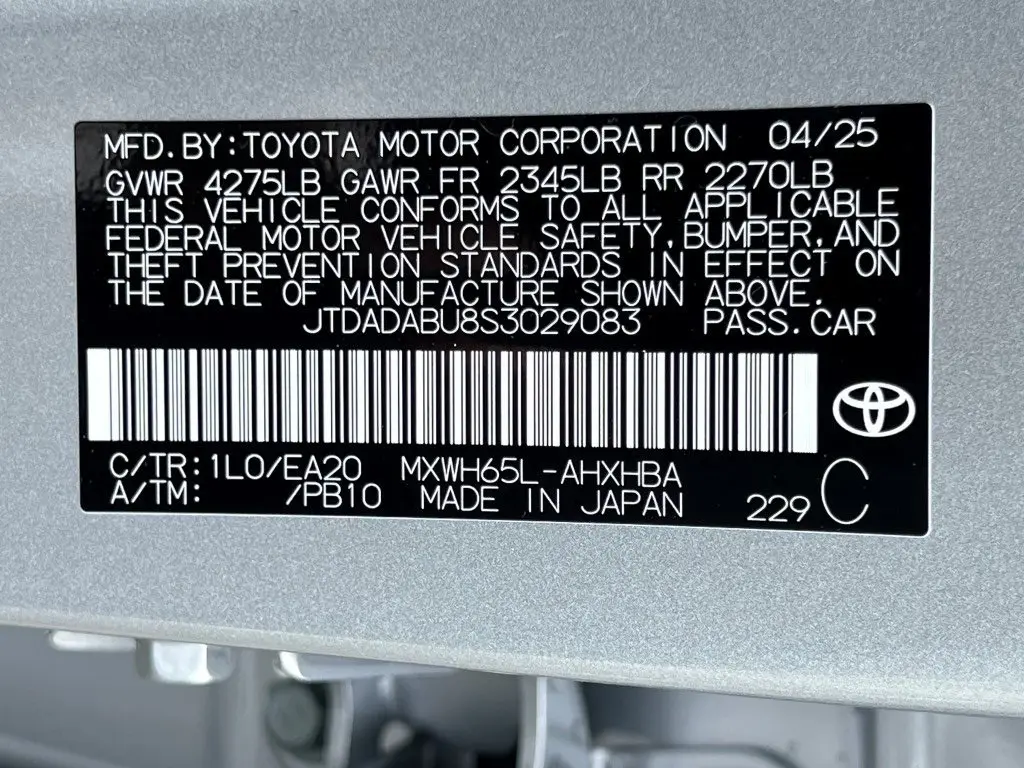 MFD.BY:TOYOTA MOTOR CORPORATION 04/25
GVWR 4275LB GAWR FR 2345LB RR 2270LB
THIS VEHICLE CONFORMS TO ALL APPLICABLE
FEDERAL MOTOR VEHICLE SAFETY,BUMPER,AND
THEFT PREVENTION STANDARDS IN EFFECT ON
THE DATE OF MANUFACTURE SHOWN ABOVE.
JTDADABU8S3029083 PASS.CAR
C/TR:1L0/EA20 MXWH65L-AHXHBA
A/TM: /PB10 MADE IN JAPAN 229 C